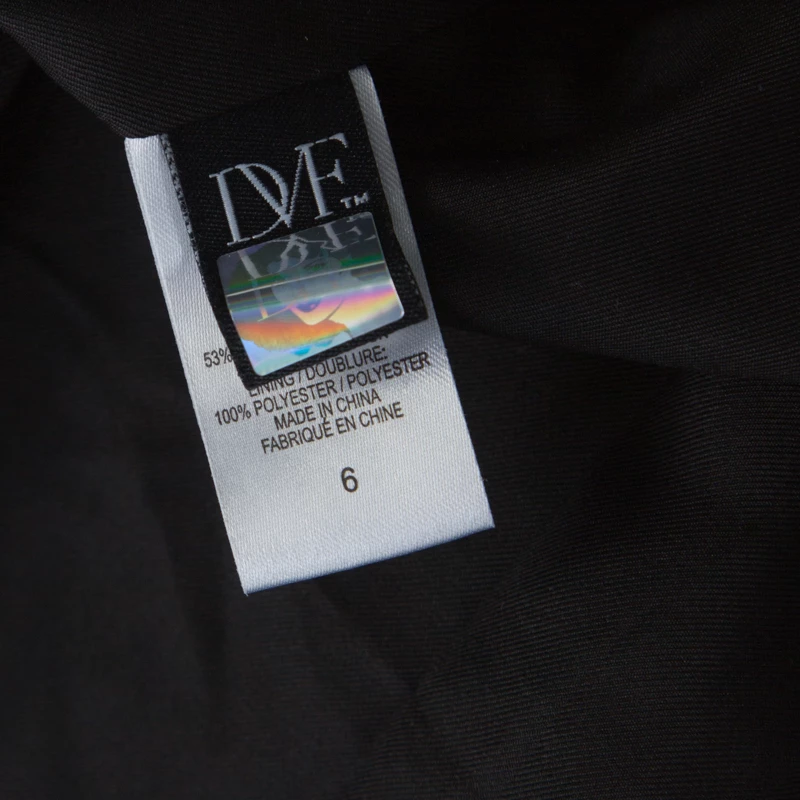 DVF™
53%
LINING / DOUBLURE:
100% POLYESTER / POLYESTER
MADE IN CHINA
FABRIQUÉ EN CHINE
6